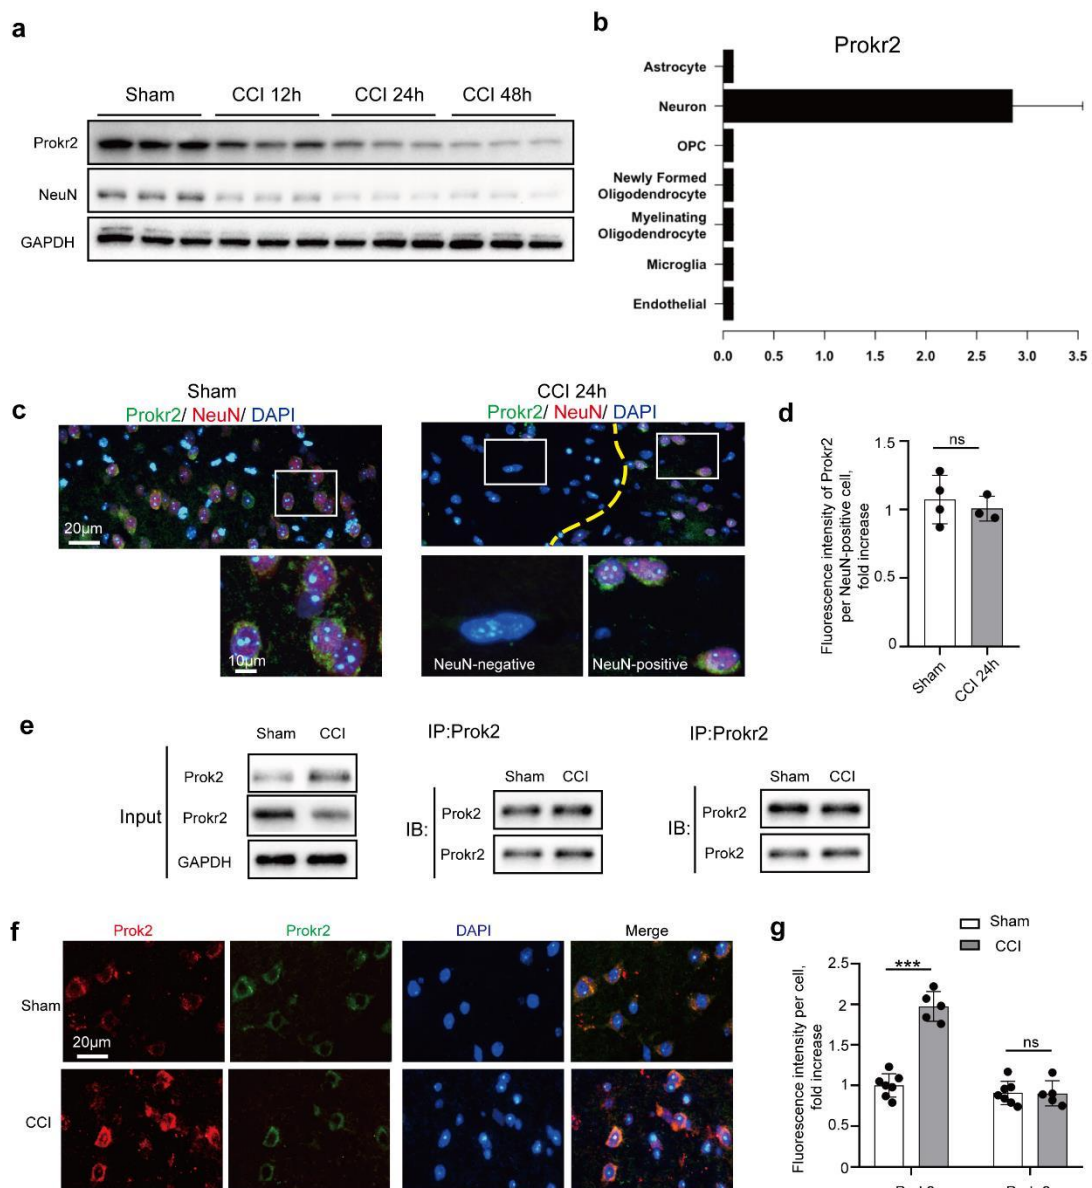 a
Sham CCI 12h CCI 24h CCI 48h
Prokr2
NeuN
GAPDH
b
Prokr2
Astrocyte
Neuron
OPC
Newly Formed
Oligodendrocyte
Myelinating
Oligodendrocyte
Microglia
Endothelial
0.0 0.5 1.0 1.5 2.0 2.5 3.0 3.5
c
Sham
Prokr2/ NeuN/ DAPI
20µm
10µm
CCI 24h
Prokr2/ NeuN/ DAPI
NeuN-negative
NeuN-positive
d
Fluorescence intensity of Prokr2
per NeuN-positive cell,
fold increase
1.5
1
0.5
0
ns
Sham
CCI 24h
e
Sham CCI
Input
Prok2
Prokr2
GAPDH
IP:Prok2
Sham CCI
IB:
Prok2
Prokr2
IP:Prokr2
Sham CCI
IB:
Prokr2
Prok2
f
Prok2 Prokr2 DAPI Merge
Sham
20µm
CCI
g
Sham
CCI
Fluorescence intensity per cell,
fold increase
2.5
2
1.5
1
0.5
0
***
ns